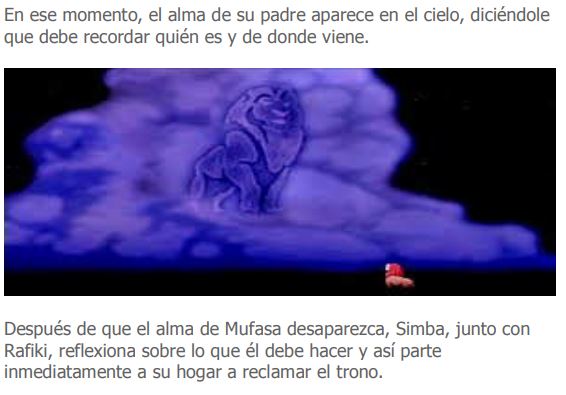 En ese momento, el alma de su padre aparece en el cielo, diciéndole
que debe recordar quién es y de donde viene.
Después de que el alma de Mufasa desaparezca, Simba, junto con
Rafiki, reflexiona sobre lo que él debe hacer y así parte
inmediatamente a su hogar a reclamar el trono.